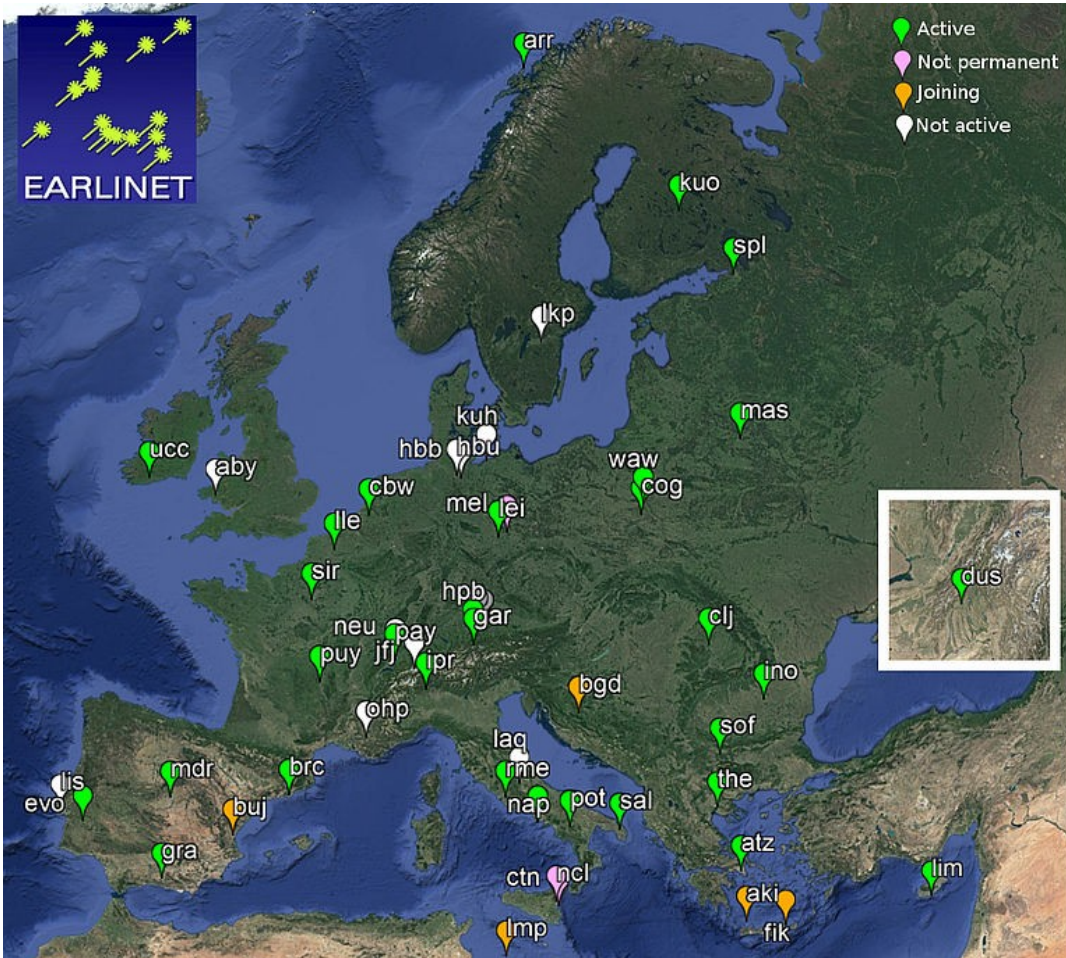 arr
Active
Not permanent
Joining
Not active
EARLINET
kuo
spl
lkp
mas
kuh
hbb
hbu
ucc
aby
waw
cog
cbw
mel
lei
lle
dus
sir
hpb
gar
clj
neu
pay
jfj
puy
ipr
ino
bgd
ohp
sof
laq
rme
mdr
brc
lis
evo
the
buj
nap
pot
sal
atz
gra
lim
ctn
ncl
aki
lmp
fik